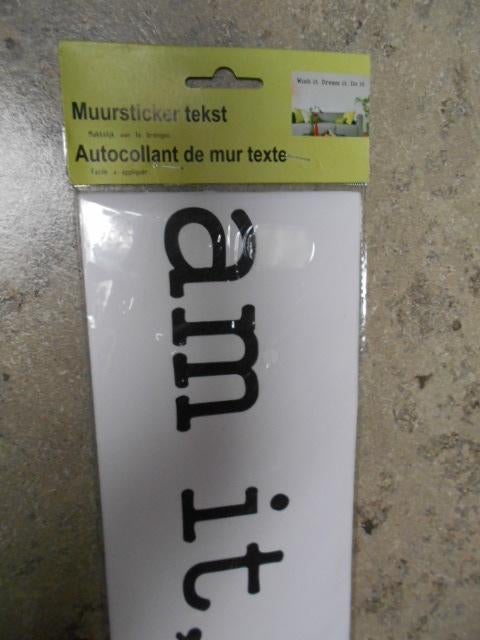 Wish it. Dream it. Do it
Muursticker tekst
Makkelijk aan te brengen
Autocollant de mur texte
Facile a appliquer
am it.